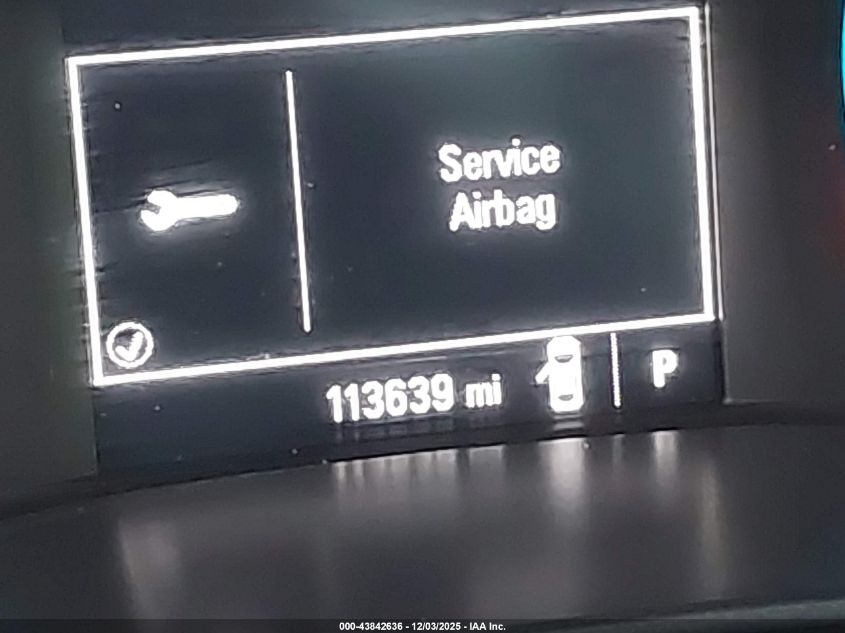 Service
Airbag
113639 mi
P
000-43842636 - 12/03/2025 - IAA Inc.